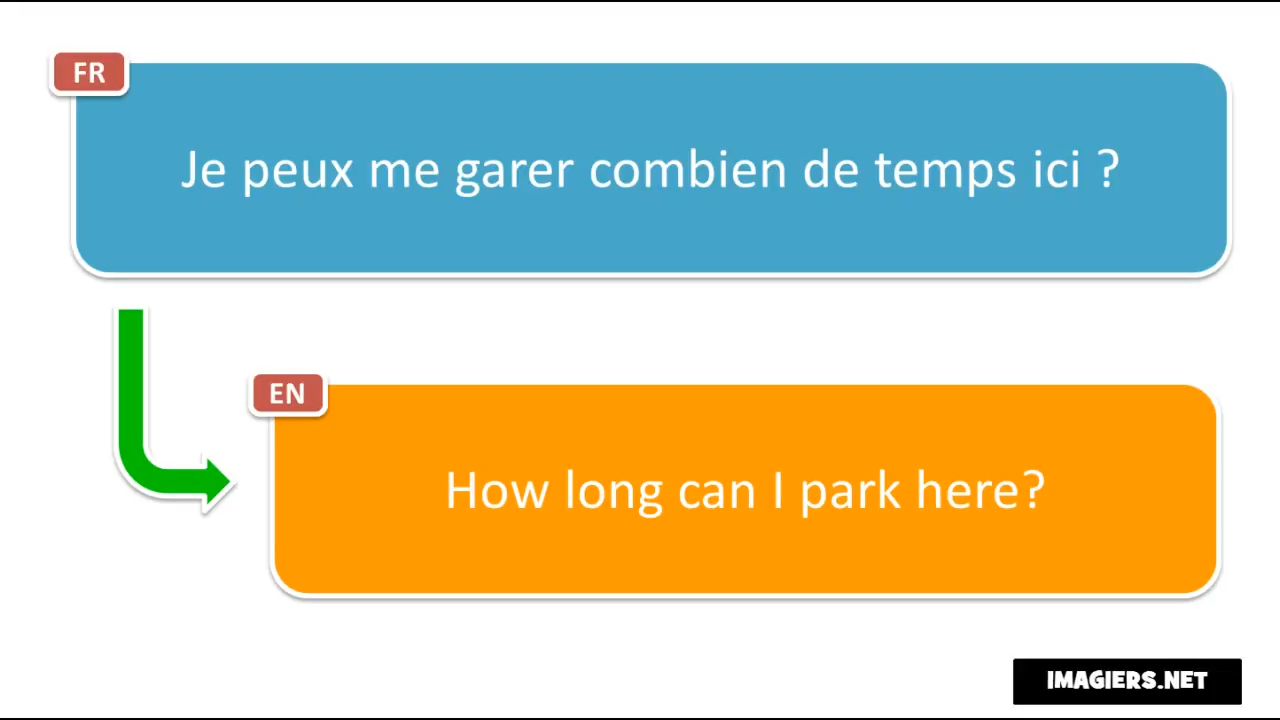 FR
Je peux me garer combien de temps ici ?
EN
How long can I park here?
IMAGIERS.NET